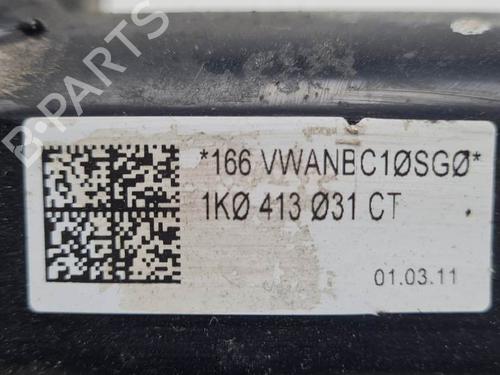 *166 VWANBC1ØSGØ*
1KØ 413 Ø31 CT
01.03.11
B-PARTS